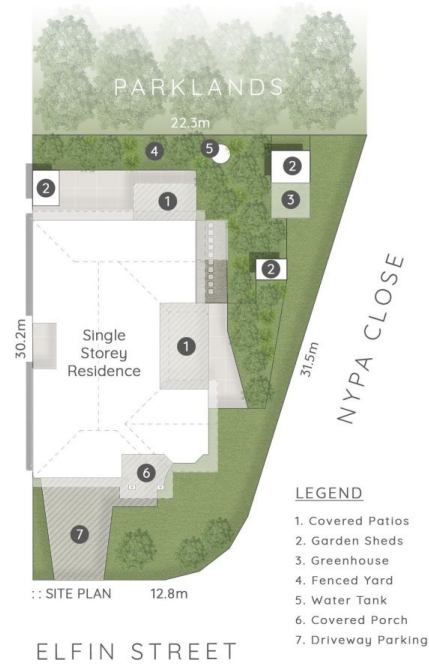 PARKLANDS
22.3m
4
5
2
2
1
3
2
30.2m
Single
Storey
Residence
1
31.5m
NYPA CLOSE
6
7
LEGEND
1. Covered Patios
2. Garden Sheds
3. Greenhouse
4. Fenced Yard
5. Water Tank
6. Covered Porch
7. Driveway Parking
:: SITE PLAN 12.8m
ELFIN STREET